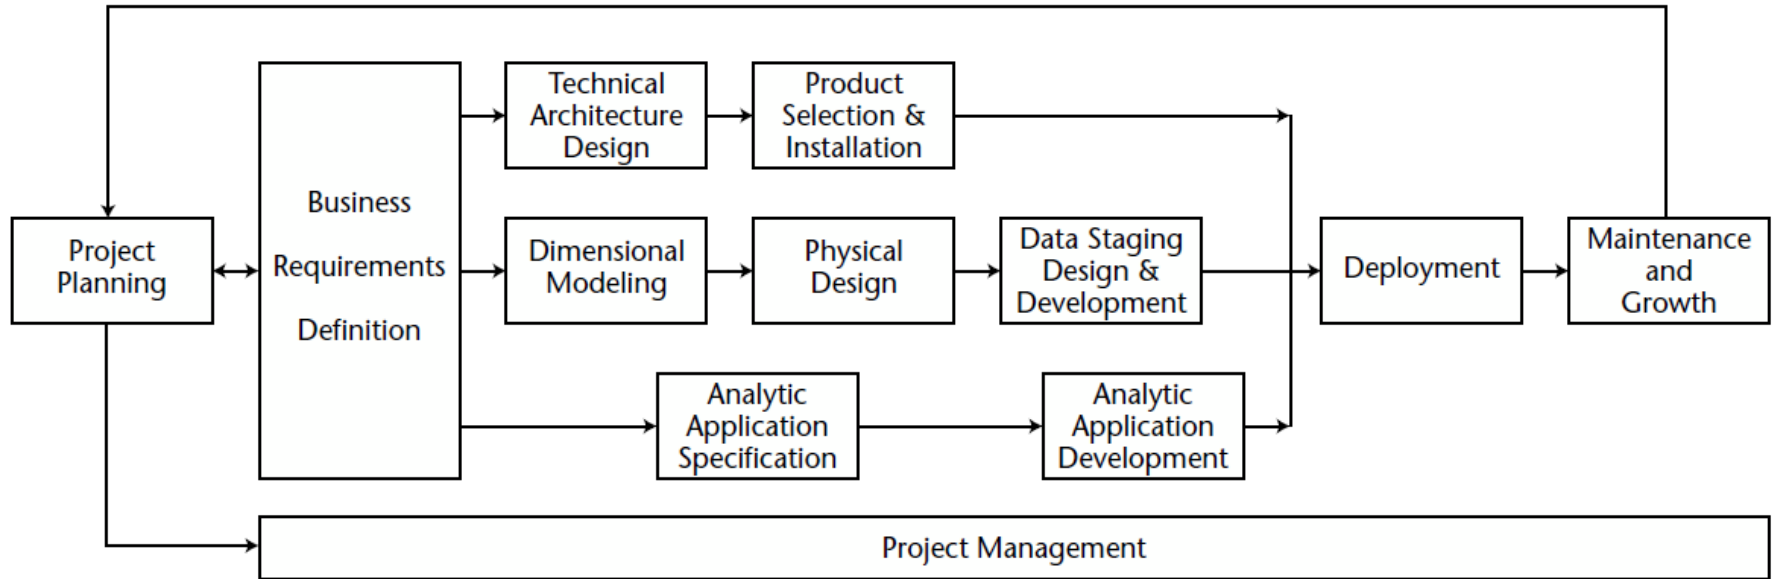 Project
Planning
Business
Requirements
Definition
Technical
Architecture
Design
Product
Selection &
Installation
Dimensional
Modeling
Physical
Design
Data Staging
Design &
Development
Analytic
Application
Specification
Analytic
Application
Development
Deployment
Maintenance
and
Growth
Project Management